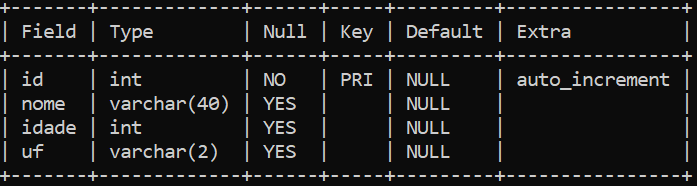 +-------+-------------+------+-----+---------+----------------+
| Field | Type        | Null | Key | Default | Extra          |
+-------+-------------+------+-----+---------+----------------+
| id    | int         | NO   | PRI | NULL    | auto_increment |
| nome  | varchar(40) | YES  |     | NULL    |                |
| idade | int         | YES  |     | NULL    |                |
| uf    | varchar(2)  | YES  |     | NULL    |                |
+-------+-------------+------+-----+---------+----------------+